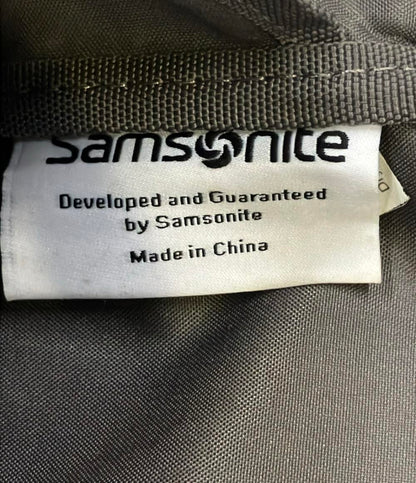 Samsonite
Developed and Guaranteed
by Samsonite
Made in China